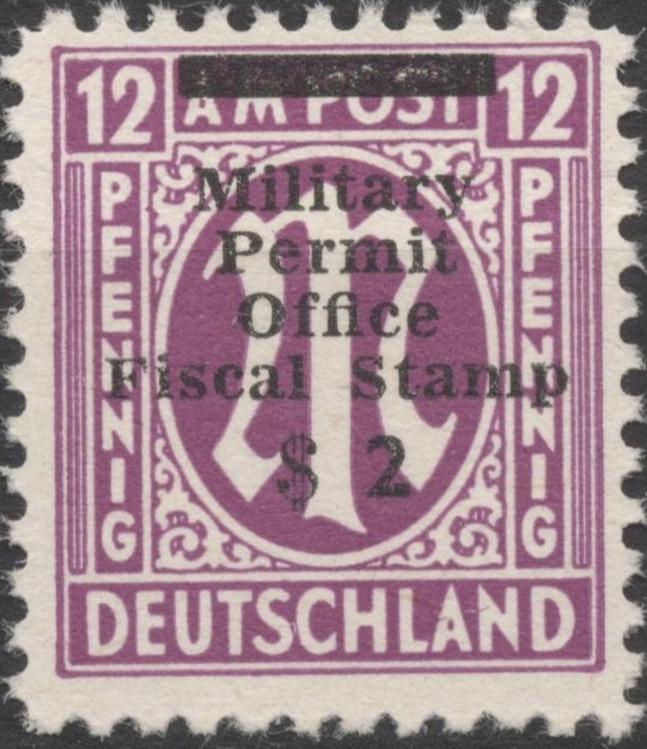 12 AM POST 12
PFENNIG
Military
Permit
Office
Fiscal Stamp
$ 2
PFENNIG
DEUTSCHLAND